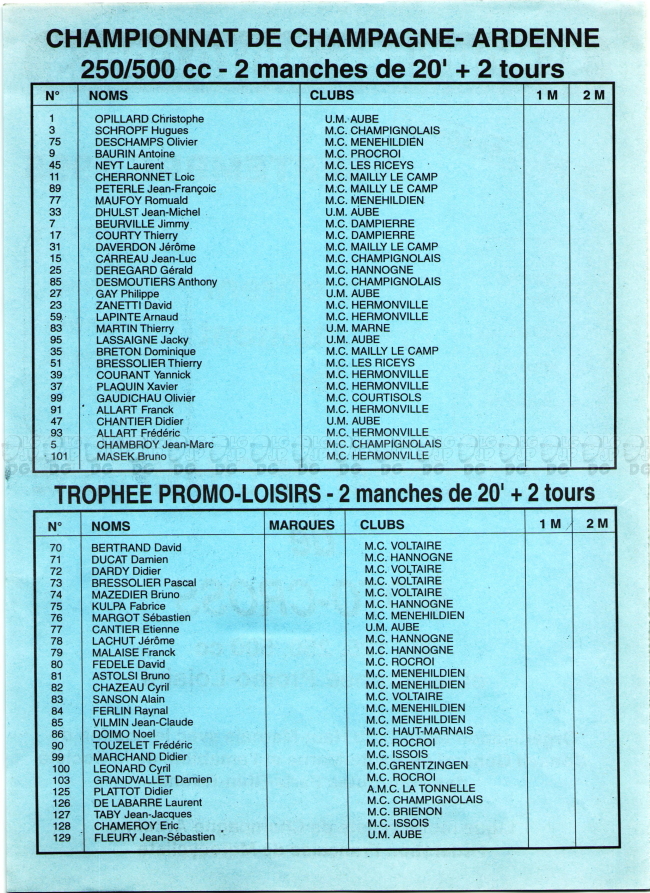 CHAMPIONNAT DE CHAMPAGNE- ARDENNE
250/500 cc - 2 manches de 20' + 2 tours
N° NOMS CLUBS 1 M 2 M
1 OPILLARD Christophe U.M. AUBE
3 SCHROPF Hugues M.C. CHAMPIGNOLAIS
75 DESCHAMPS Olivier M.C. MENEHILDIEN
9 BAURIN Antoine M.C. PROCROI
45 NEYT Laurent M.C. LES RICEYS
11 CHERRONNET Loic M.C. MAILLY LE CAMP
89 PETERLE Jean-Françoic M.C. MAILLY LE CAMP
77 MAUFOY Romuald M.C. MENEHILDIEN
33 DHULST Jean-Michel U.M. AUBE
7 BEURVILLE Jimmy M.C. DAMPIERRE
17 COURTY Thierry M.C. DAMPIERRE
31 DAVERDON Jérôme M.C. MAILLY LE CAMP
15 CARREAU Jean-Luc M.C. CHAMPIGNOLAIS
25 DEREGARD Gérald M.C. HANNOGNE
85 DESMOUTIERS Anthony M.C. CHAMPIGNOLAIS
27 GAY Philippe U.M. AUBE
23 ZANETTI David M.C. HERMONVILLE
59 LAPINTE Arnaud M.C. HERMONVILLE
83 MARTIN Thierry U.M. MARNE
95 LASSAIGNE Jacky U.M. AUBE
35 BRETON Dominique M.C. MAILLY LE CAMP
51 BRESSOLIER Thierry M.C. LES RICEYS
39 COURANT Yannick M.C. HERMONVILLE
37 PLAQUIN Xavier M.C. HERMONVILLE
99 GAUDICHAU Olivier M.C. COURTISOLS
91 ALLART Franck M.C. HERMONVILLE
47 CHANTIER Didier U.M. AUBE
93 ALLART Frédéric M.C. HERMONVILLE
5 CHAMBROY Jean-Marc M.C. CHAMPIGNOLAIS
101 MASEK Bruno M.C. HERMONVILLE
TROPHEE PROMO-LOISIRS - 2 manches de 20' + 2 tours
N° NOMS MARQUES CLUBS 1 M 2 M
70 BERTRAND David M.C. VOLTAIRE
71 DUCAT Damien M.C. HANNOGNE
72 DARDY Didier M.C. VOLTAIRE
73 BRESSOLIER Pascal M.C. VOLTAIRE
74 MAZEDIER Bruno M.C. VOLTAIRE
75 KULPA Fabrice M.C. HANNOGNE
76 MARGOT Sébastien M.C. MENEHILDIEN
77 CANTIER Etienne U.M. AUBE
78 LACHUT Jérôme M.C. HANNOGNE
79 MALAISE Franck M.C. HANNOGNE
80 FEDELE David M.C. ROCROI
81 ASTOLSI Bruno M.C. MENEHILDIEN
82 CHAZEAU Cyril M.C. MENEHILDIEN
83 SANSON Alain M.C. VOLTAIRE
84 FERLIN Raynal M.C. MENEHILDIEN
85 VILMIN Jean-Claude M.C. MENEHILDIEN
86 DOIMO Noel M.C. HAUT-MARNAIS
90 TOUZELET Frédéric M.C. ROCROI
99 MARCHAND Didier M.C. ISSOIS
100 LEONARD Cyril M.C.GRENTZINGEN
103 GRANDVALLET Damien M.C. ROCROI
125 PLATTOT Didier A.M.C. LA TONNELLE
126 DE LABARRE Laurent M.C. CHAMPIGNOLAIS
127 TABY Jean-Jacques M.C. BRIENON
128 CHAMEROY Eric M.C. ISSOIS
129 FLEURY Jean-Sébastien U.M. AUBE